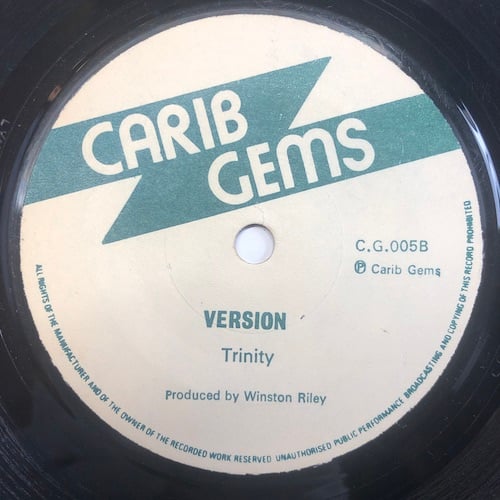 CARIB
GEMS
C.G.005B
Ⓟ Carib Gems
VERSION
Trinity
Produced by Winston Riley
ALL RIGHTS OF THE MANUFACTURER AND OF THE OWNER OF THE RECORDED WORK RESERVED UNAUTHORISED PUBLIC PERFORMANCE BROADCASTING AND COPYING OF THIS RECORD PROHIBITED